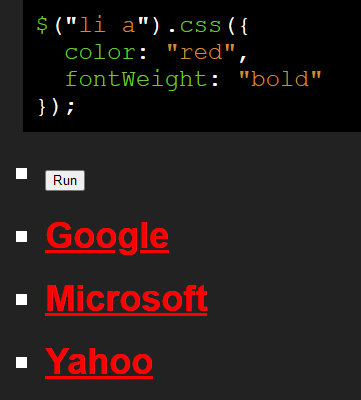 $("li a").css({
  color: "red",
  fontWeight: "bold"
});
Run
Google
Microsoft
Yahoo